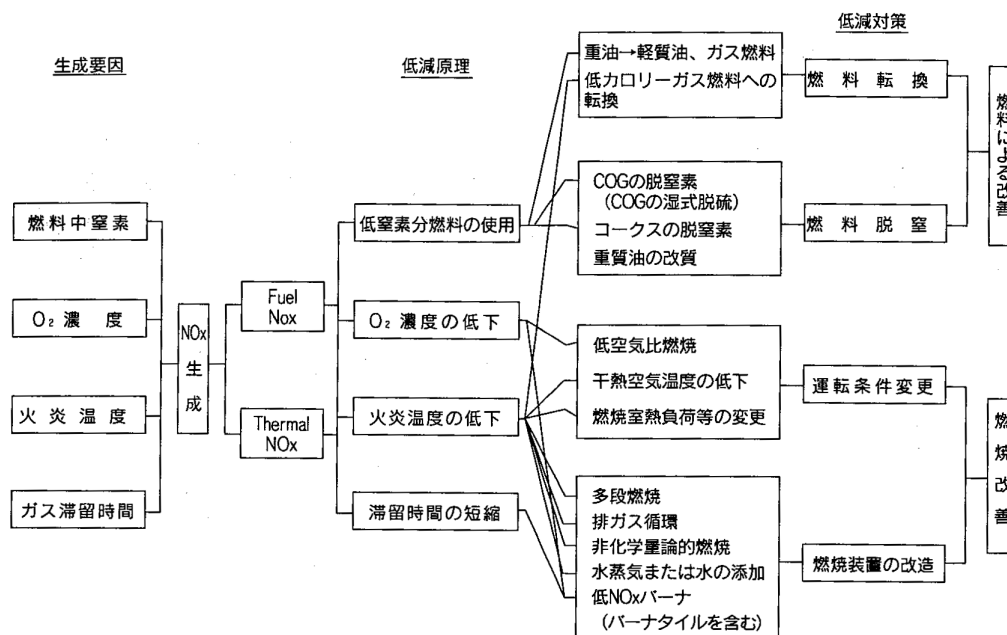 生成要因
低減原理
低減対策
燃料中窒素
O₂濃度
火炎温度
ガス滞留時間
NOx生成
Fuel
Nox
Thermal
NOx
低窒素分燃料の使用
O₂濃度の低下
火炎温度の低下
滞留時間の短縮
重油→軽質油、ガス燃料
低カロリーガス燃料への
転換
COGの脱窒素
(COGの湿式脱硫)
コークスの脱窒素
重質油の改質
低空気比燃焼
干熱空気温度の低下
燃焼室熱負荷等の変更
多段燃焼
排ガス循環
非化学量論的燃焼
水蒸気または水の添加
低NOxバーナ
(バーナタイルを含む)
燃料転換
燃料脱窒
運転条件変更
燃焼装置の改造
燃料による改善
燃焼改善